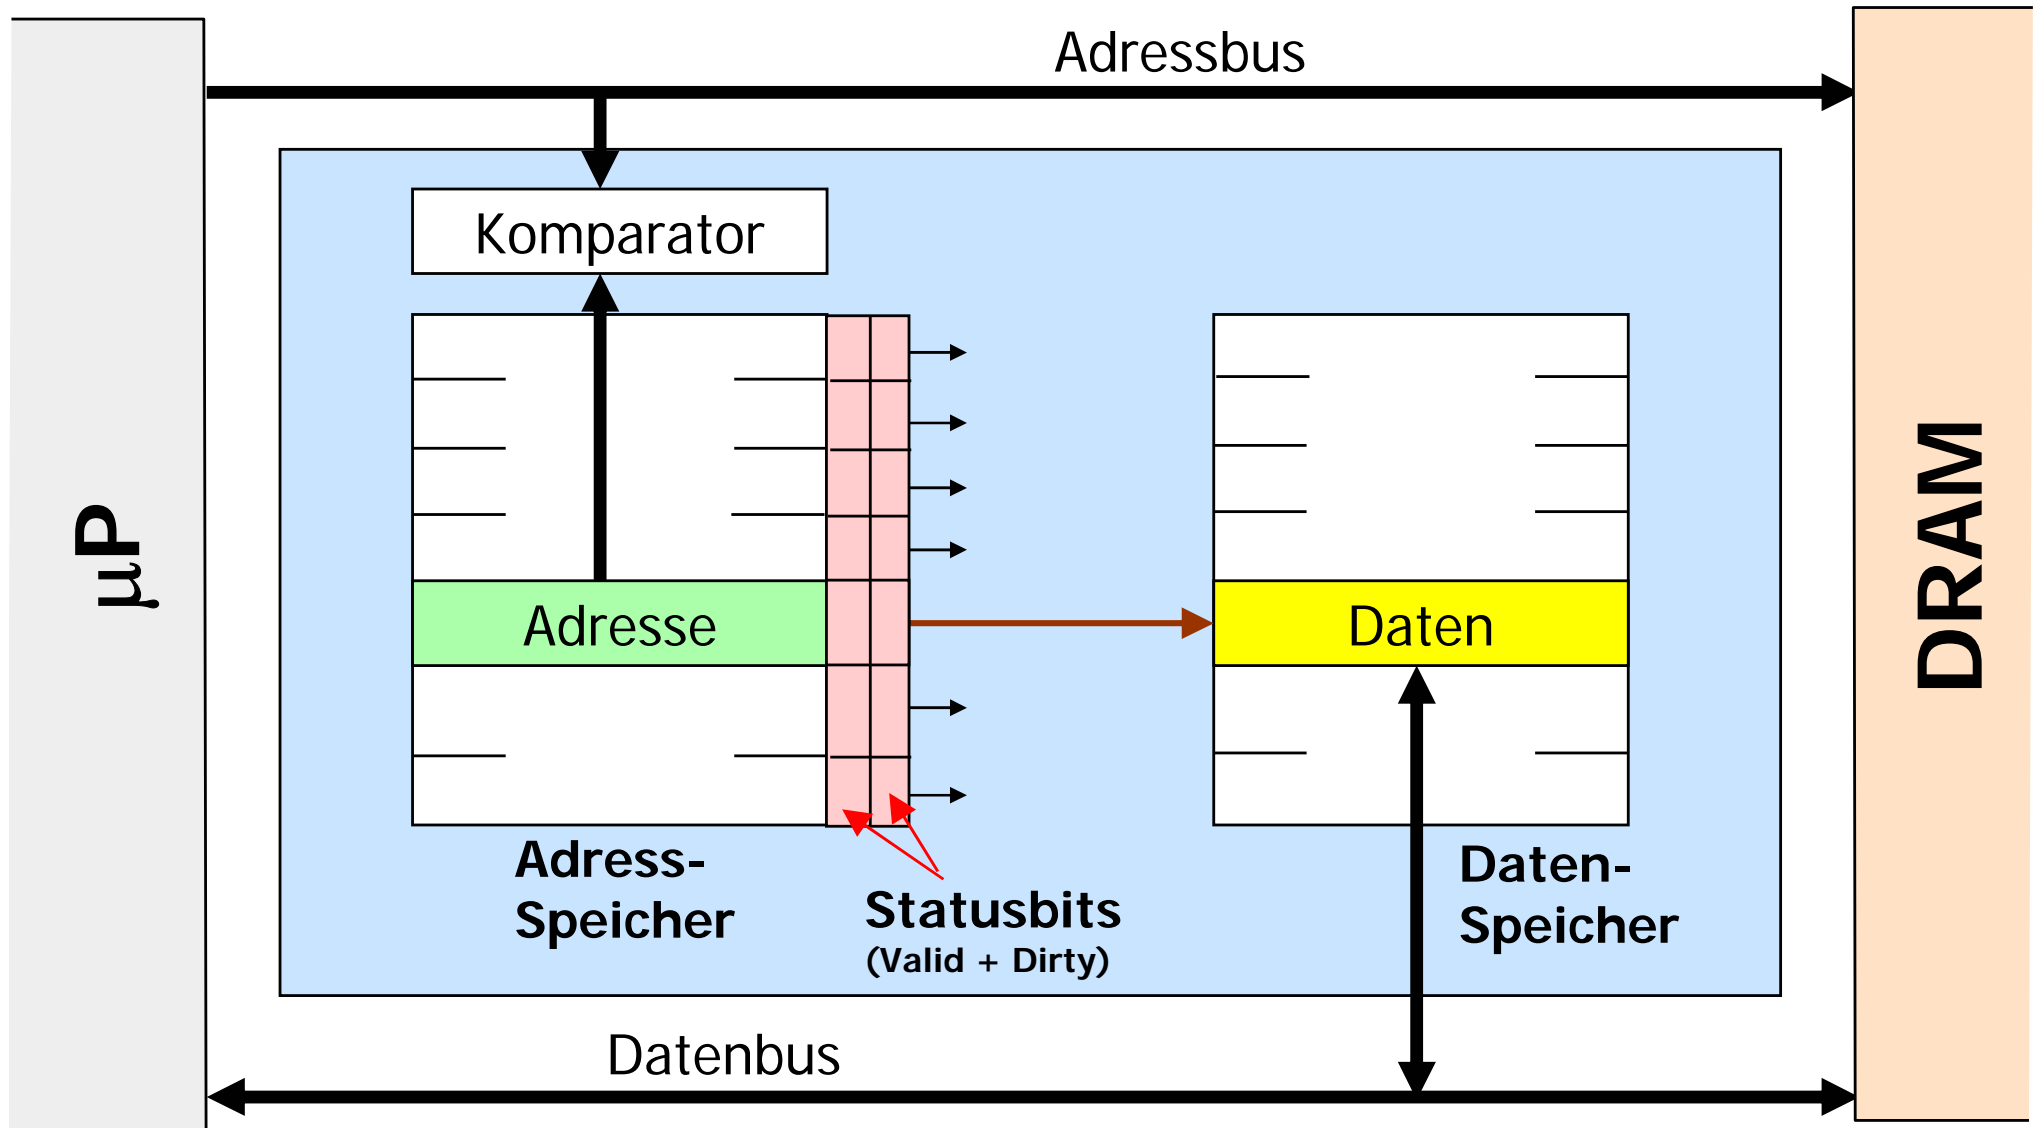 Adressbus
Komparator
µP
DRAM
Adresse
Daten
Adress-
Speicher
Statusbits
(Valid + Dirty)
Daten-
Speicher
Datenbus